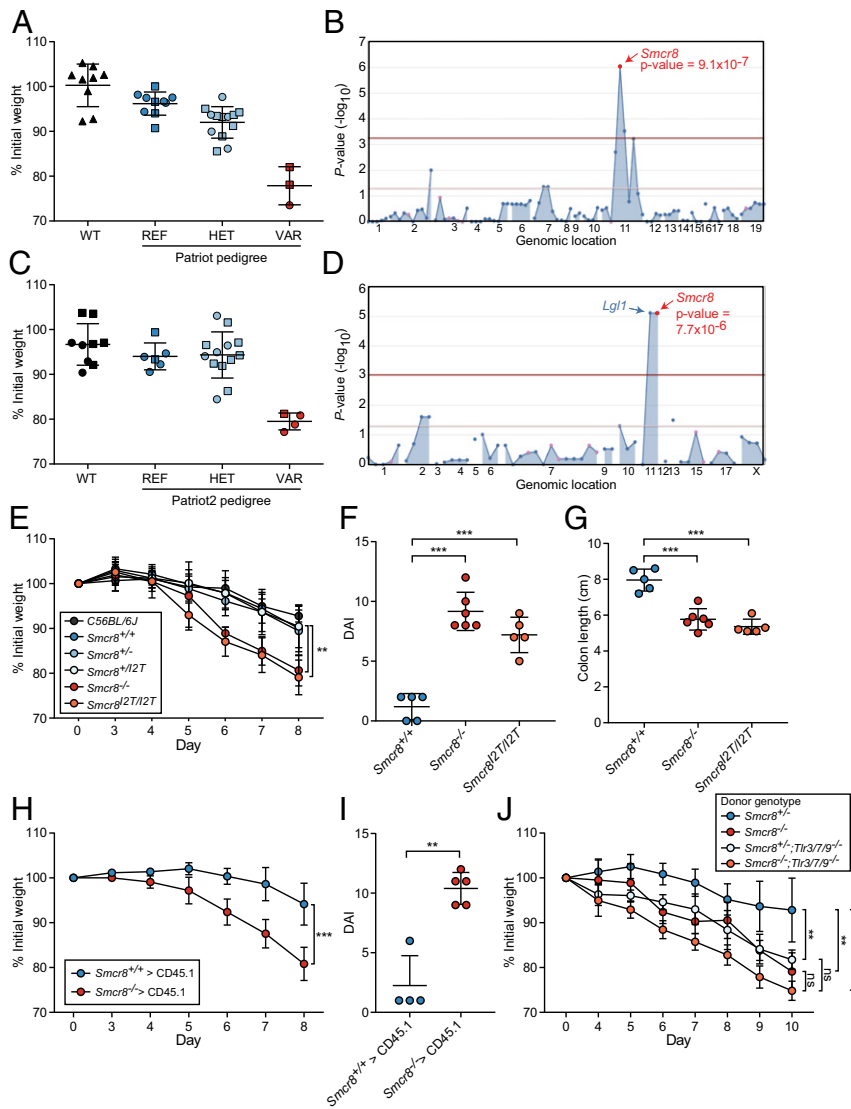 A
110
100
90
80
70
% Initial weight
WT
REF
HET
VAR
Patriot pedigree
B
7
6
5
4
3
2
1
0
P-value (-log10)
Smcr8
p-value = 9.1x10-7
1 2 3 4 5 6 7 8 9 10 11 12 13 14 15 16 17 18 19
Genomic location
C
110
100
90
80
70
% Initial weight
WT
REF
HET
VAR
Patriot2 pedigree
D
6
5
4
3
2
1
0
P-value (-log10)
Lgl1
Smcr8
p-value =
7.7x10-6
1 2 3 4 5 6 7 9 10 11 12 13 15 17 X
Genomic location
E
110
100
90
80
70
% Initial weight
C56BL/6J
Smcr8+/+
Smcr8+/-
Smcr8+/I2T
Smcr8-/-
Smcr8I2T/I2T
**
0 3 4 5 6 7 8
Day
F
15
10
5
0
DAI
***
***
Smcr8+/+
Smcr8-/-
Smcr8I2T/I2T
G
10
8
6
4
2
0
Colon length (cm)
***
***
Smcr8+/+
Smcr8-/-
Smcr8I2T/I2T
H
110
100
90
80
70
% Initial weight
Smcr8+/+ > CD45.1
Smcr8-/-> CD45.1
***
0 1 2 3 4 5 6 7 8
Day
I
15
10
5
0
DAI
**
Smcr8+/+ > CD45.1
Smcr8-/-> CD45.1
J
Donor genotype
Smcr8+/-
Smcr8-/-
Smcr8+/-;Tlr3/7/9-/-
Smcr8-/-;Tlr3/7/9-/-
110
100
90
80
70
% Initial weight
**
**
ns
ns
0 4 5 6 7 8 9 10
Day